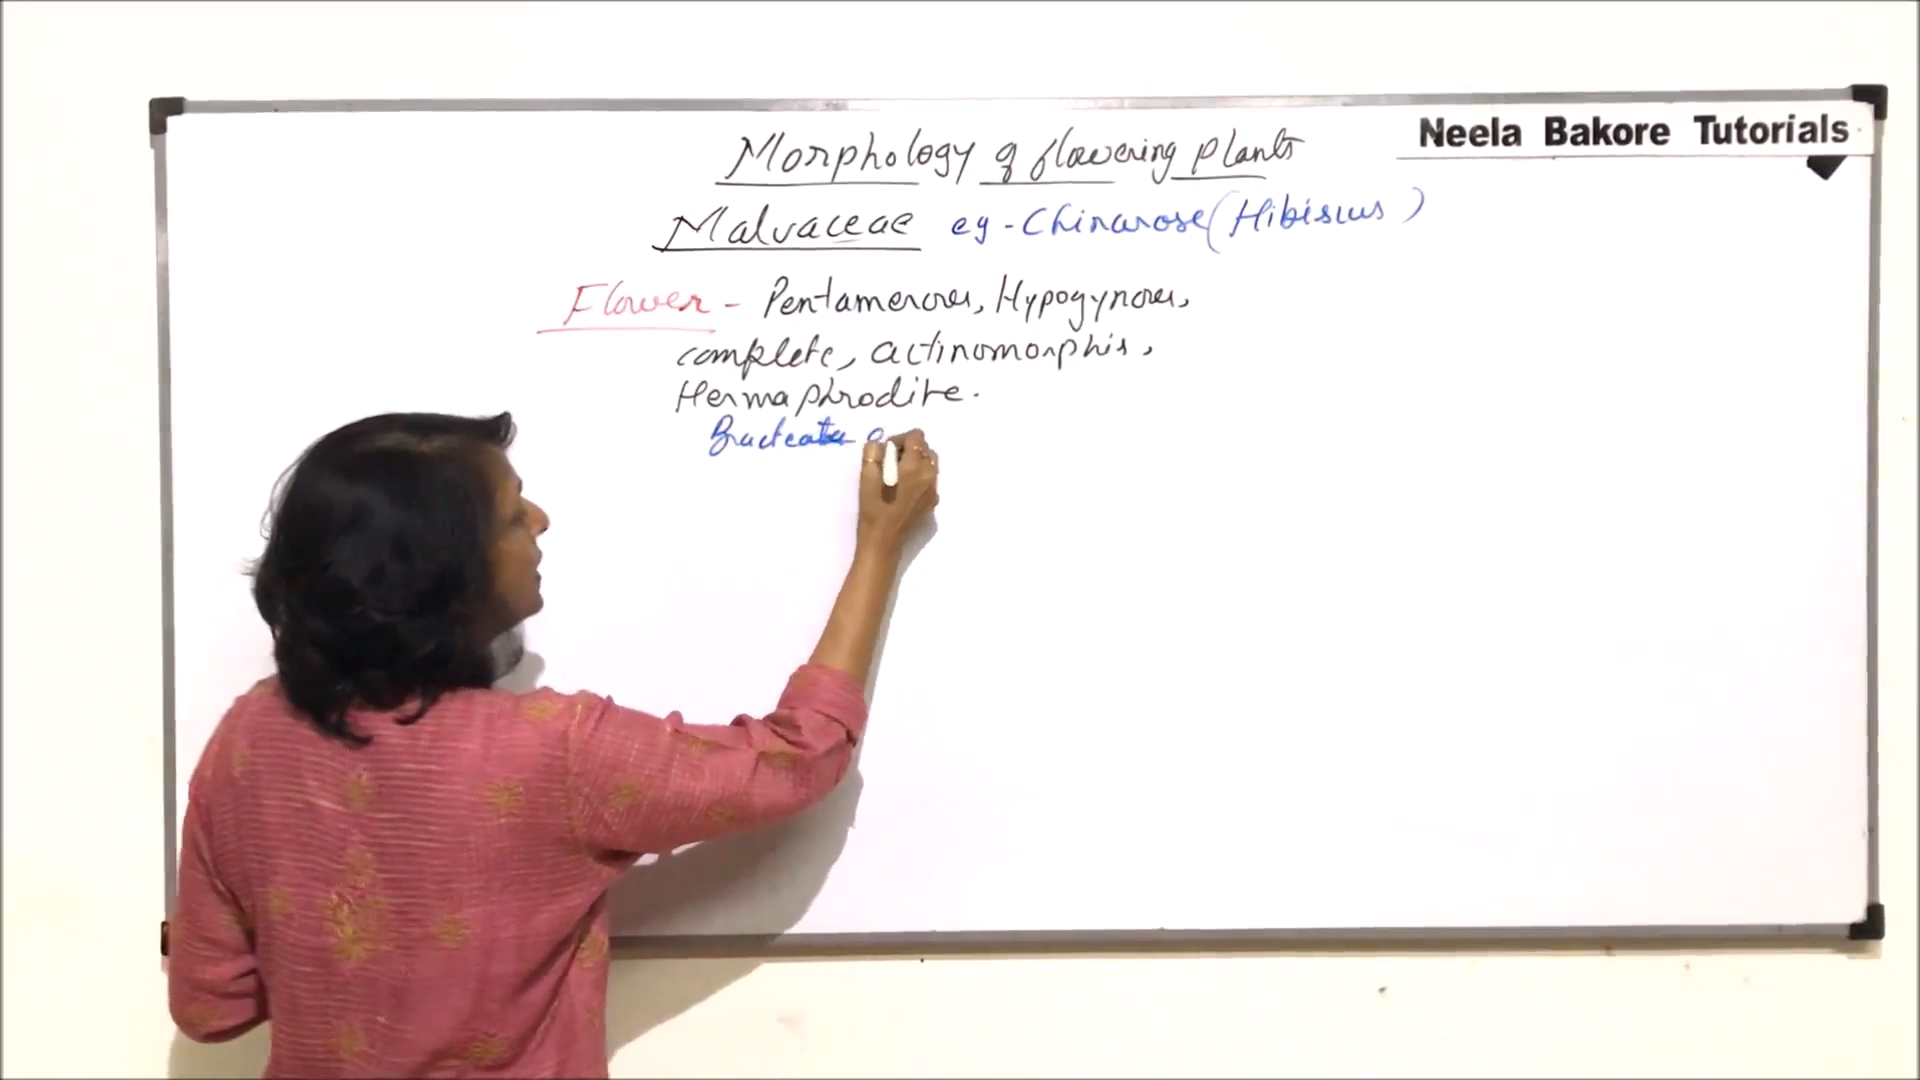 Neela Bakore Tutorials
Morphology of flowering plants
Malvaceae eg - Chinarose (Hibiscus)
Flower - Pentamerous, Hypogynous,
complete, actinomorphic,
Hermaphrodite.
Bracteate